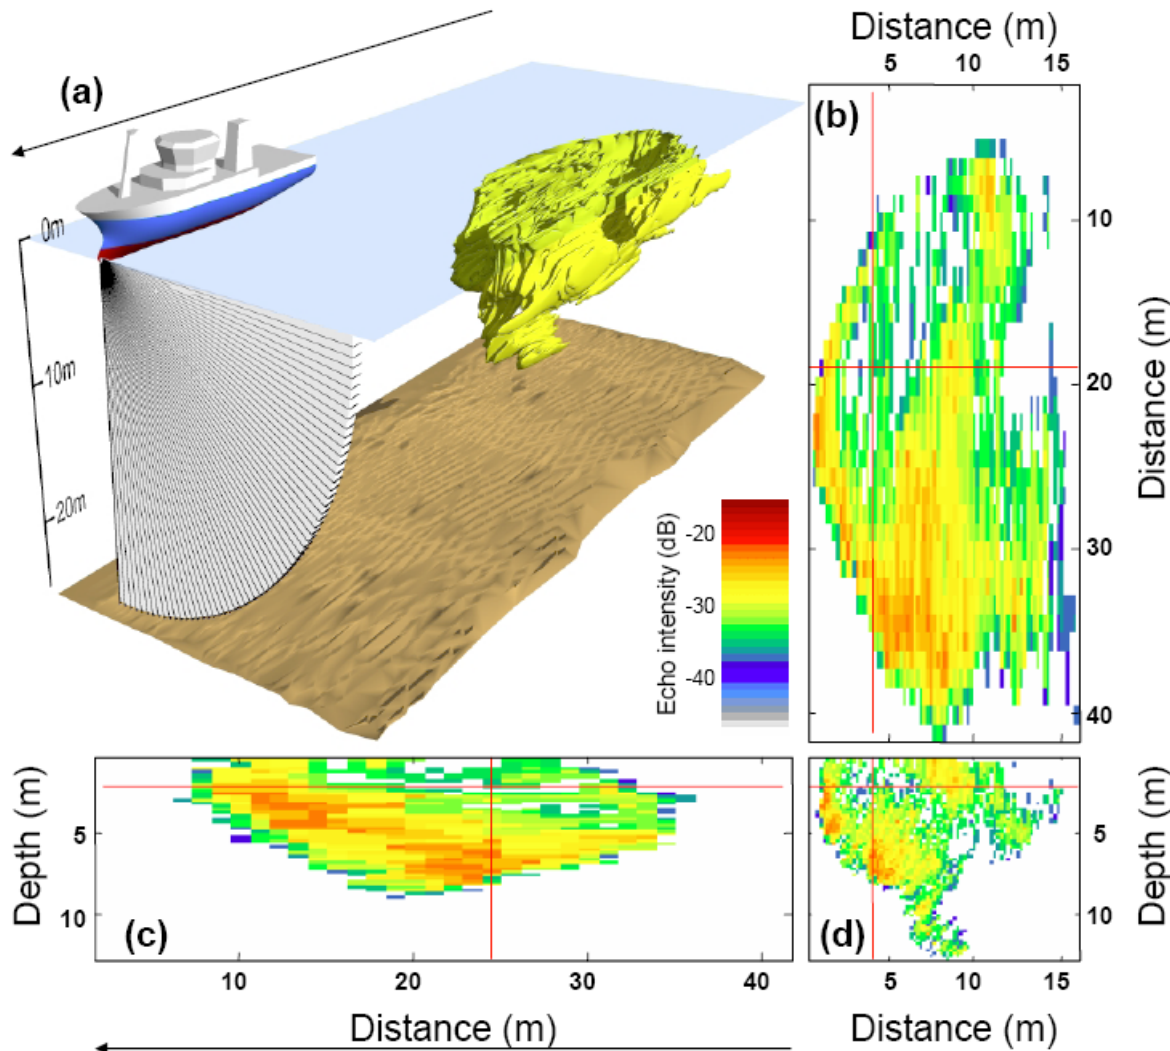 (a)
0m
10m
20m
Echo intensity (dB)
-20
-30
-40
Distance (m)
5 10 15
(b)
10
20
30
40
Distance (m)
Depth (m)
5
10
(c)
10 20 30 40
Distance (m)
(d)
5
10
Depth (m)
5 10 15
Distance (m)